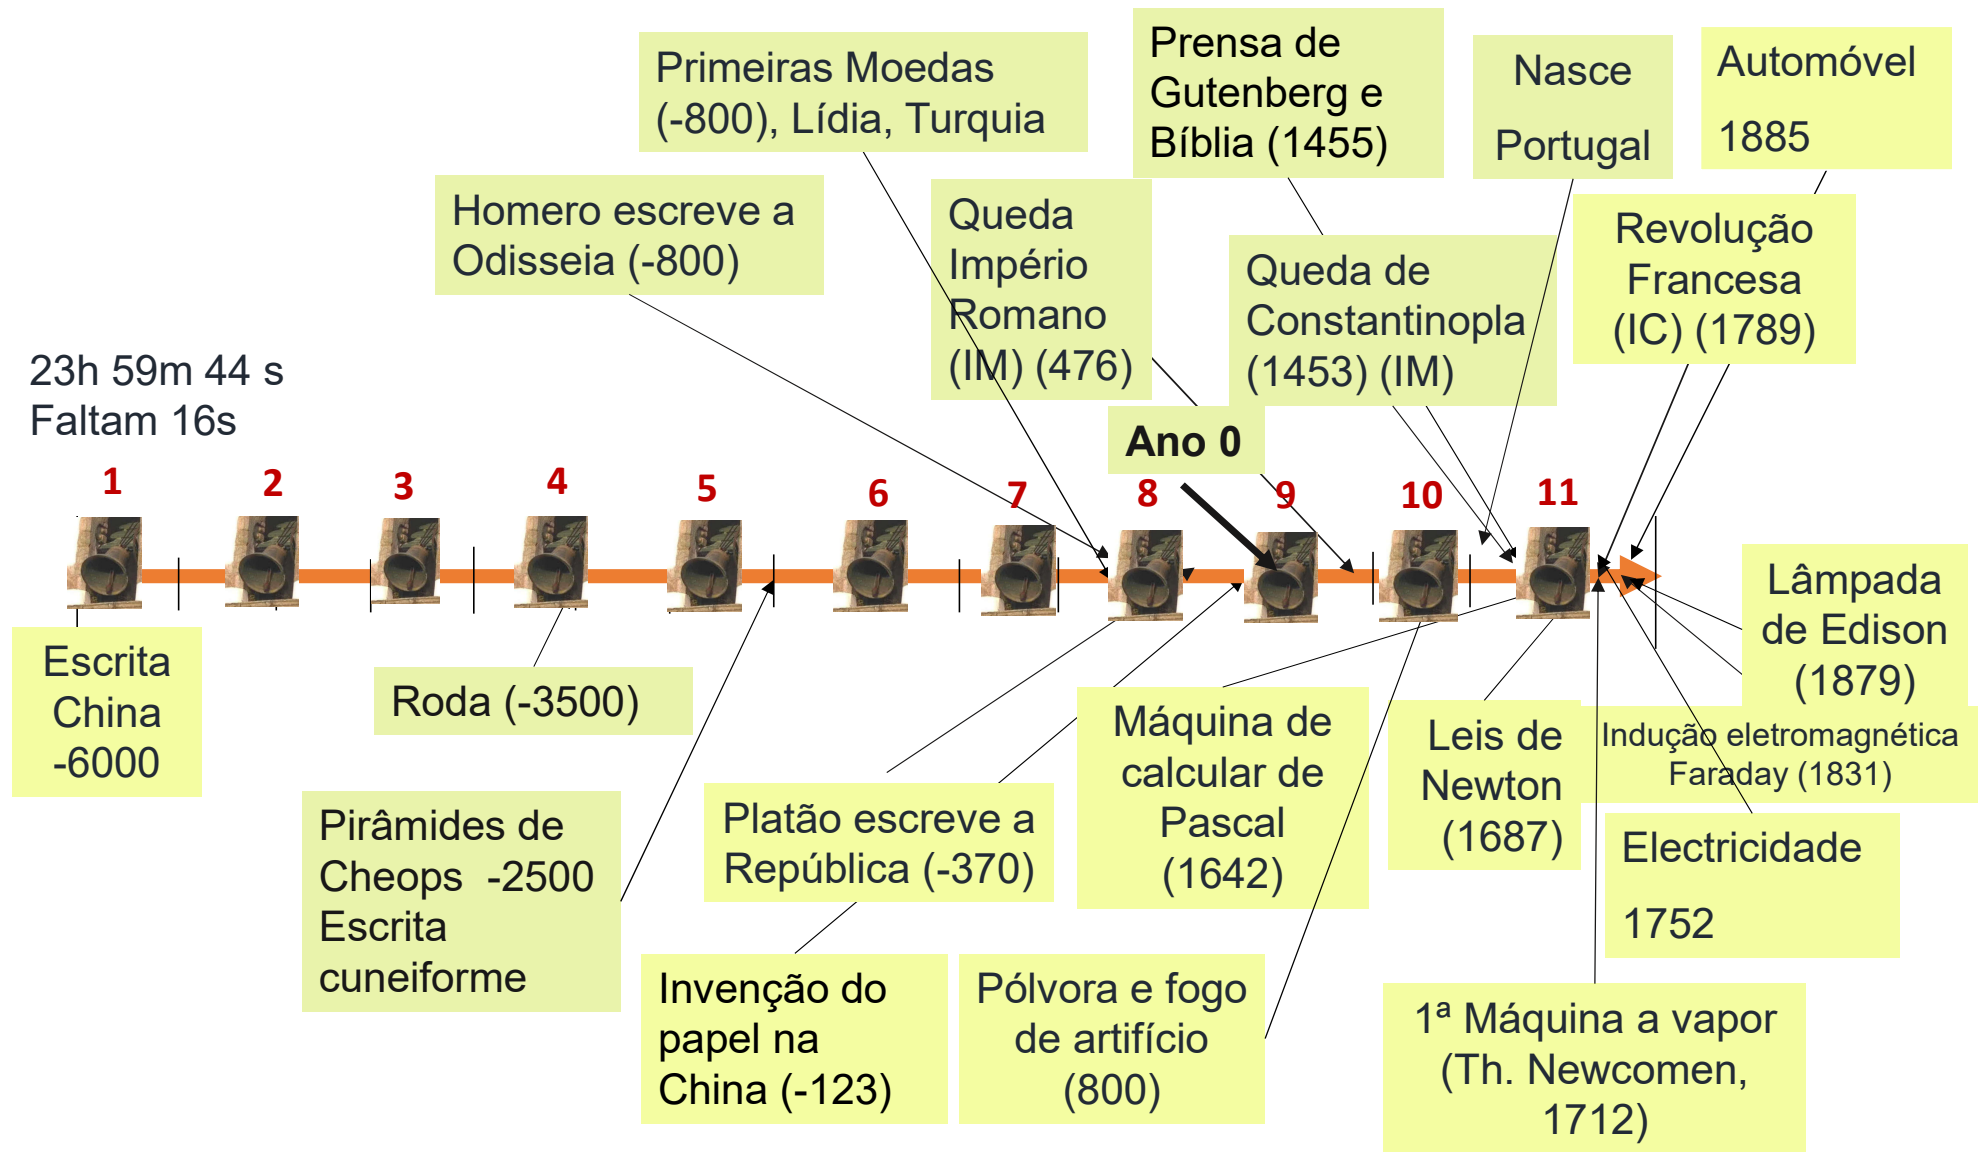 Primeiras Moedas
(-800), Lídia, Turquia
Prensa de
Gutenberg e
Bíblia (1455)
Nasce
Portugal
Automóvel
1885
Homero escreve a
Odisseia (-800)
Queda
Império
Romano
(IM) (476)
Queda de
Constantinopla
(1453) (IM)
Revolução
Francesa
(IC) (1789)
23h 59m 44 s
Faltam 16s
Ano 0
1
2
3
4
5
6
7
8
9
10
11
Escrita
China
-6000
Roda (-3500)
Pirâmides de
Cheops -2500
Escrita
cuneiforme
Platão escreve a
República (-370)
Invenção do
papel na
China (-123)
Máquina de
calcular de
Pascal
(1642)
Pólvora e fogo
de artifício
(800)
Leis de
Newton
(1687)
Lâmpada
de Edison
(1879)
Indução eletromagnética
Faraday (1831)
Electricidade
1752
1ª Máquina a vapor
(Th. Newcomen,
1712)